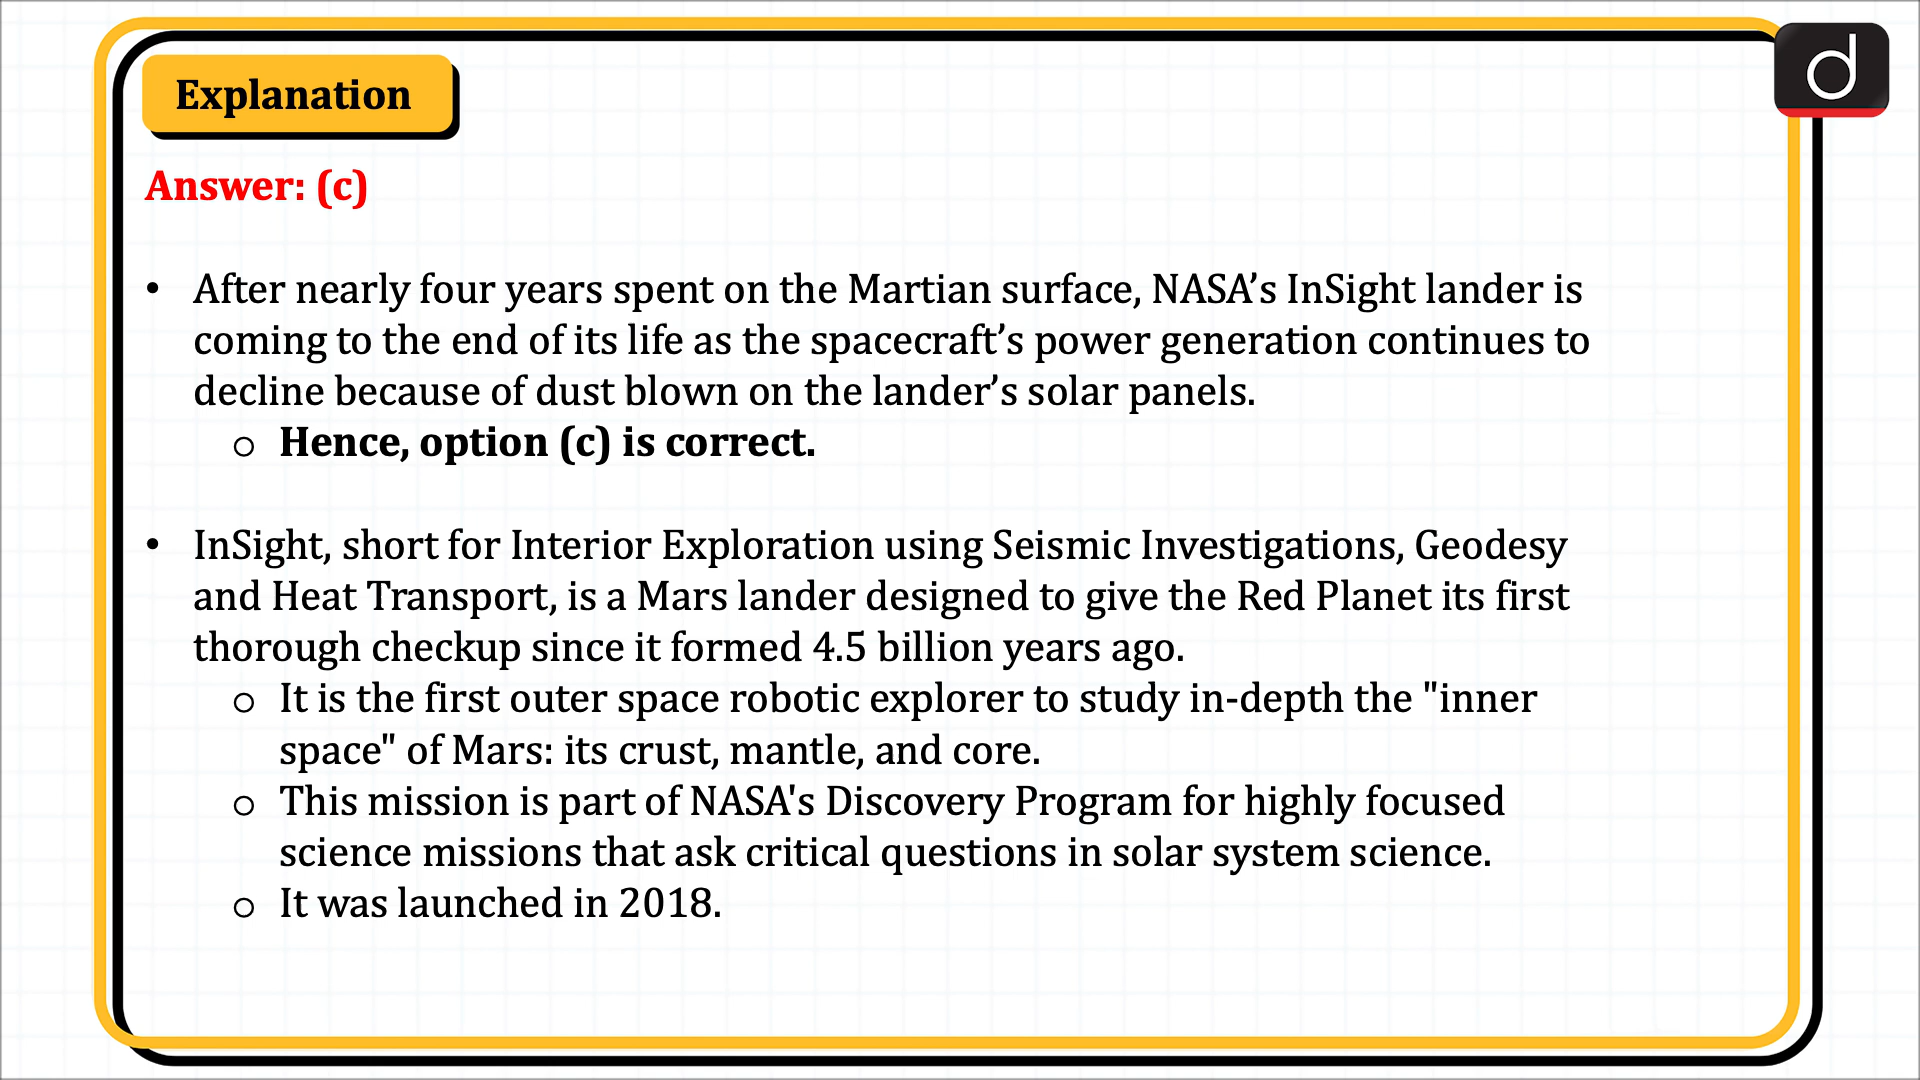 Explanation
d
Answer: (c)
• After nearly four years spent on the Martian surface, NASA’s InSight lander is
coming to the end of its life as the spacecraft’s power generation continues to
decline because of dust blown on the lander’s solar panels.
o Hence, option (c) is correct.
• InSight, short for Interior Exploration using Seismic Investigations, Geodesy
and Heat Transport, is a Mars lander designed to give the Red Planet its first
thorough checkup since it formed 4.5 billion years ago.
o It is the first outer space robotic explorer to study in-depth the "inner
space" of Mars: its crust, mantle, and core.
o This mission is part of NASA's Discovery Program for highly focused
science missions that ask critical questions in solar system science.
o It was launched in 2018.